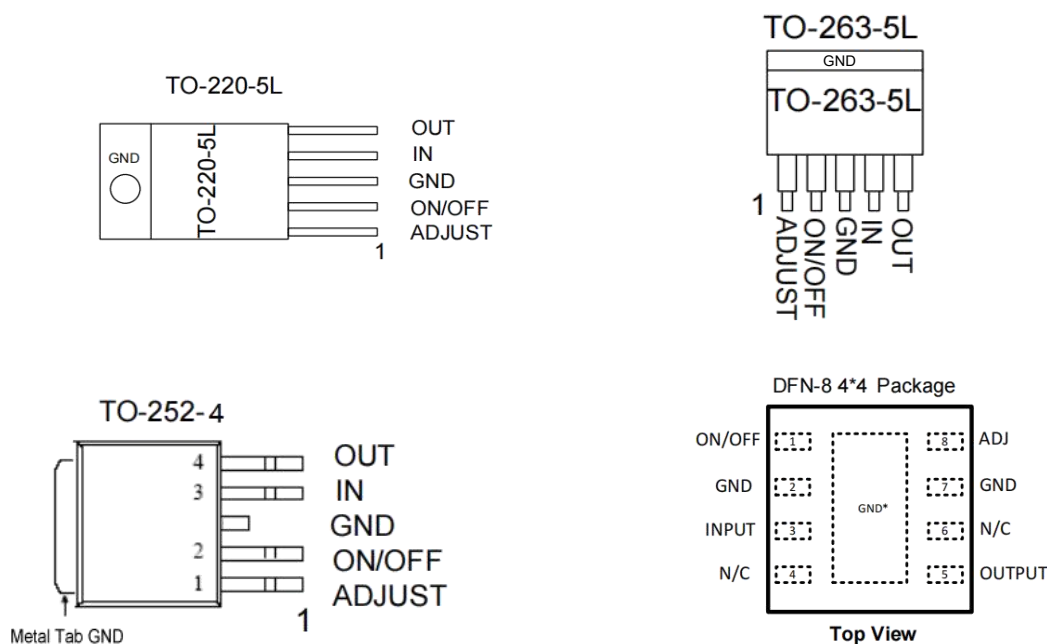 TO-220-5L
GND
TO-220-5L
OUT
IN
GND
ON/OFF
ADJUST
1
TO-263-5L
GND
TO-263-5L
1
ADJUST
ON/OFF
GND
IN
OUT
TO-252-4
4
3
2
1
OUT
IN
GND
ON/OFF
ADJUST
1
Metal Tab GND
DFN-8 4*4 Package
ON/OFF 1 8 ADJ
GND 2 7 GND
GND*
INPUT 3 6 N/C
N/C 4 5 OUTPUT
Top View